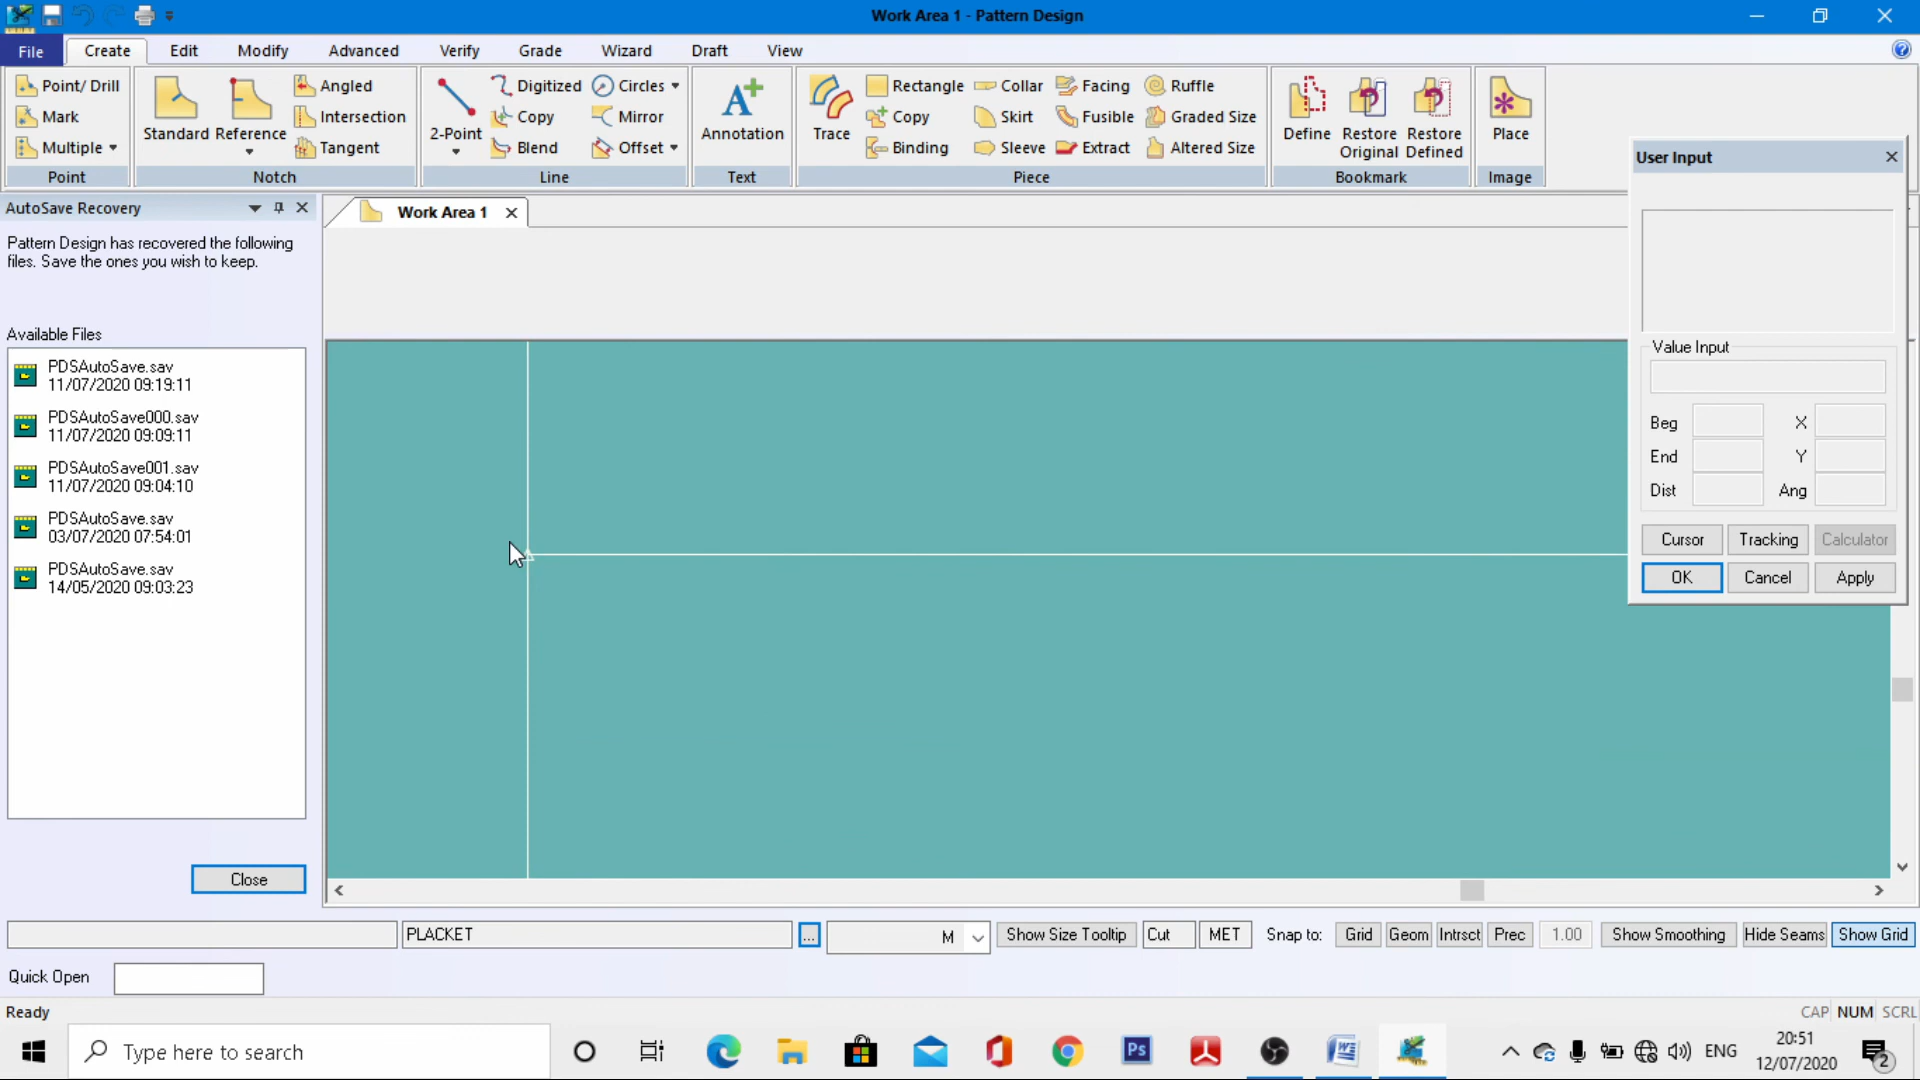 Work Area 1 - Pattern Design
File Create Edit Modify Advanced Verify Grade Wizard Draft View
Point/ Drill
Mark
Multiple
Point
Standard
Reference
Angled
Intersection
Tangent
Notch
2-Point
Digitized
Copy
Blend
Circles
Mirror
Offset
Line
Annotation
Text
Trace
Rectangle
Copy
Binding
Collar
Skirt
Sleeve
Facing
Fusible
Extract
Ruffle
Graded Size
Altered Size
Piece
Define
Restore
Original
Restore
Defined
Bookmark
Place
Image
AutoSave Recovery
Pattern Design has recovered the following
files. Save the ones you wish to keep.
Available Files
PDSAutoSave.sav
11/07/2020 09:19:11
PDSAutoSave000.sav
11/07/2020 09:09:11
PDSAutoSave001.sav
11/07/2020 09:04:10
PDSAutoSave.sav
03/07/2020 07:54:01
PDSAutoSave.sav
14/05/2020 09:03:23
Close
Work Area 1
User Input
Value Input
Beg X
End Y
Dist Ang
Cursor Tracking Calculator
OK Cancel Apply
PLACKET ... M Show Size Tooltip Cut MET Snap to: Grid Geom Intrsct Prec 1.00 Show Smoothing Hide Seams Show Grid
Quick Open
Ready CAP NUM SCRL
Type here to search
Ps
ENG
20:51
12/07/2020
2